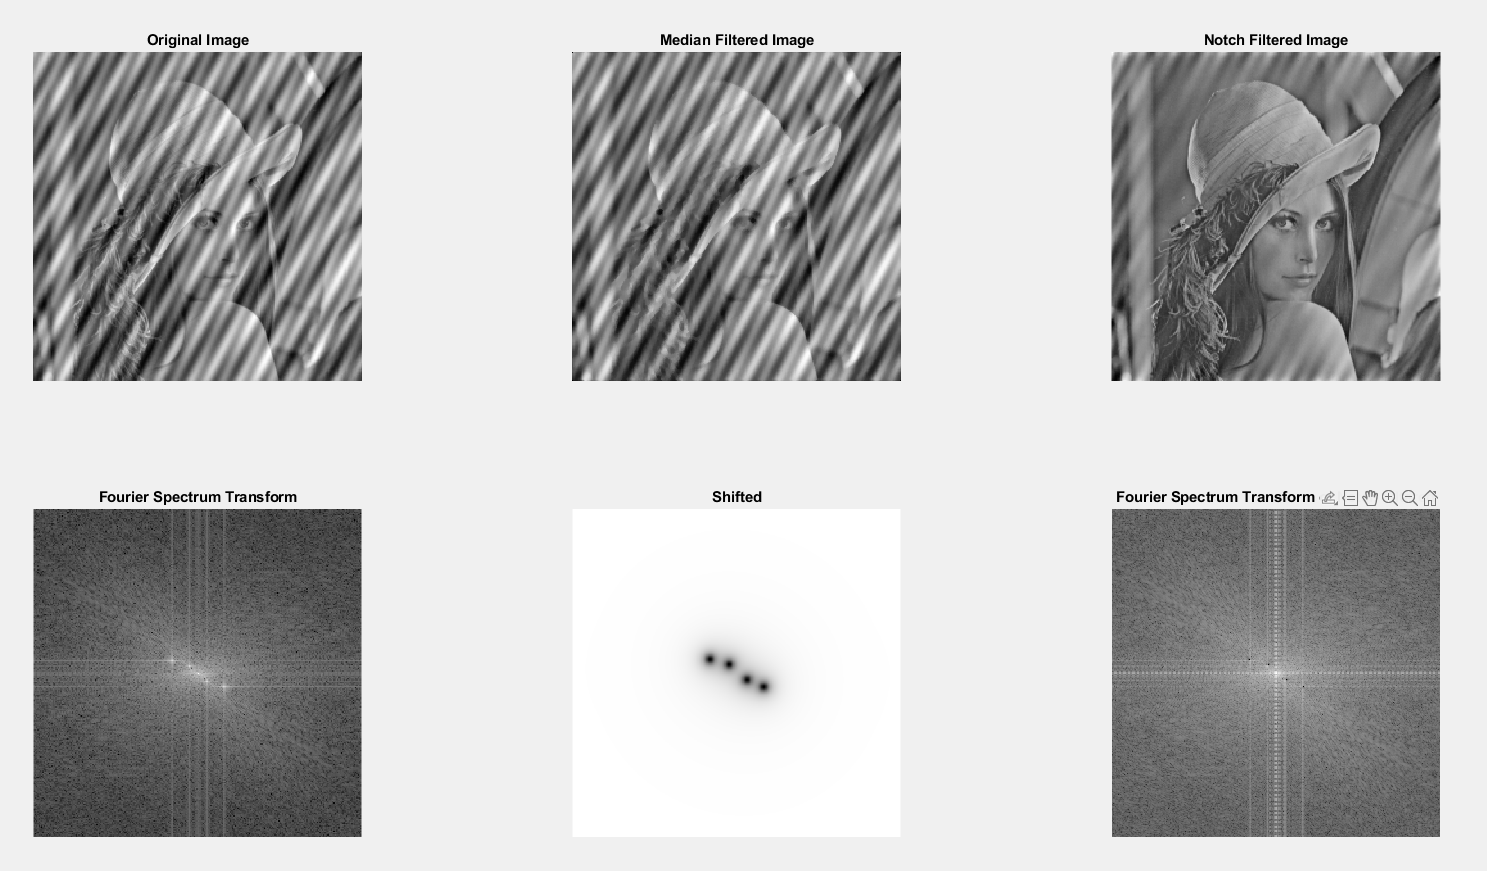 Original Image
Median Filtered Image
Notch Filtered Image
Fourier Spectrum Transform
Shifted
Fourier Spectrum Transform